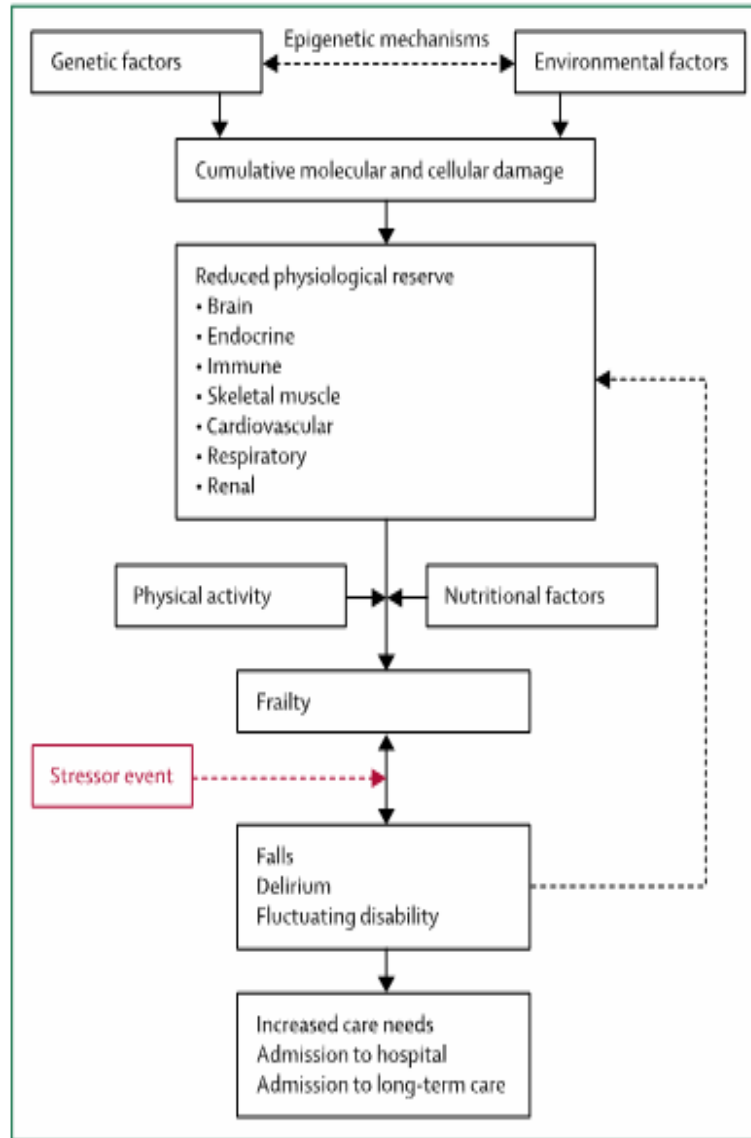 Epigenetic mechanisms
Genetic factors
Environmental factors
Cumulative molecular and cellular damage
Reduced physiological reserve
• Brain
• Endocrine
• Immune
• Skeletal muscle
• Cardiovascular
• Respiratory
• Renal
Physical activity
Nutritional factors
Frailty
Stressor event
Falls
Delirium
Fluctuating disability
Increased care needs
Admission to hospital
Admission to long-term care